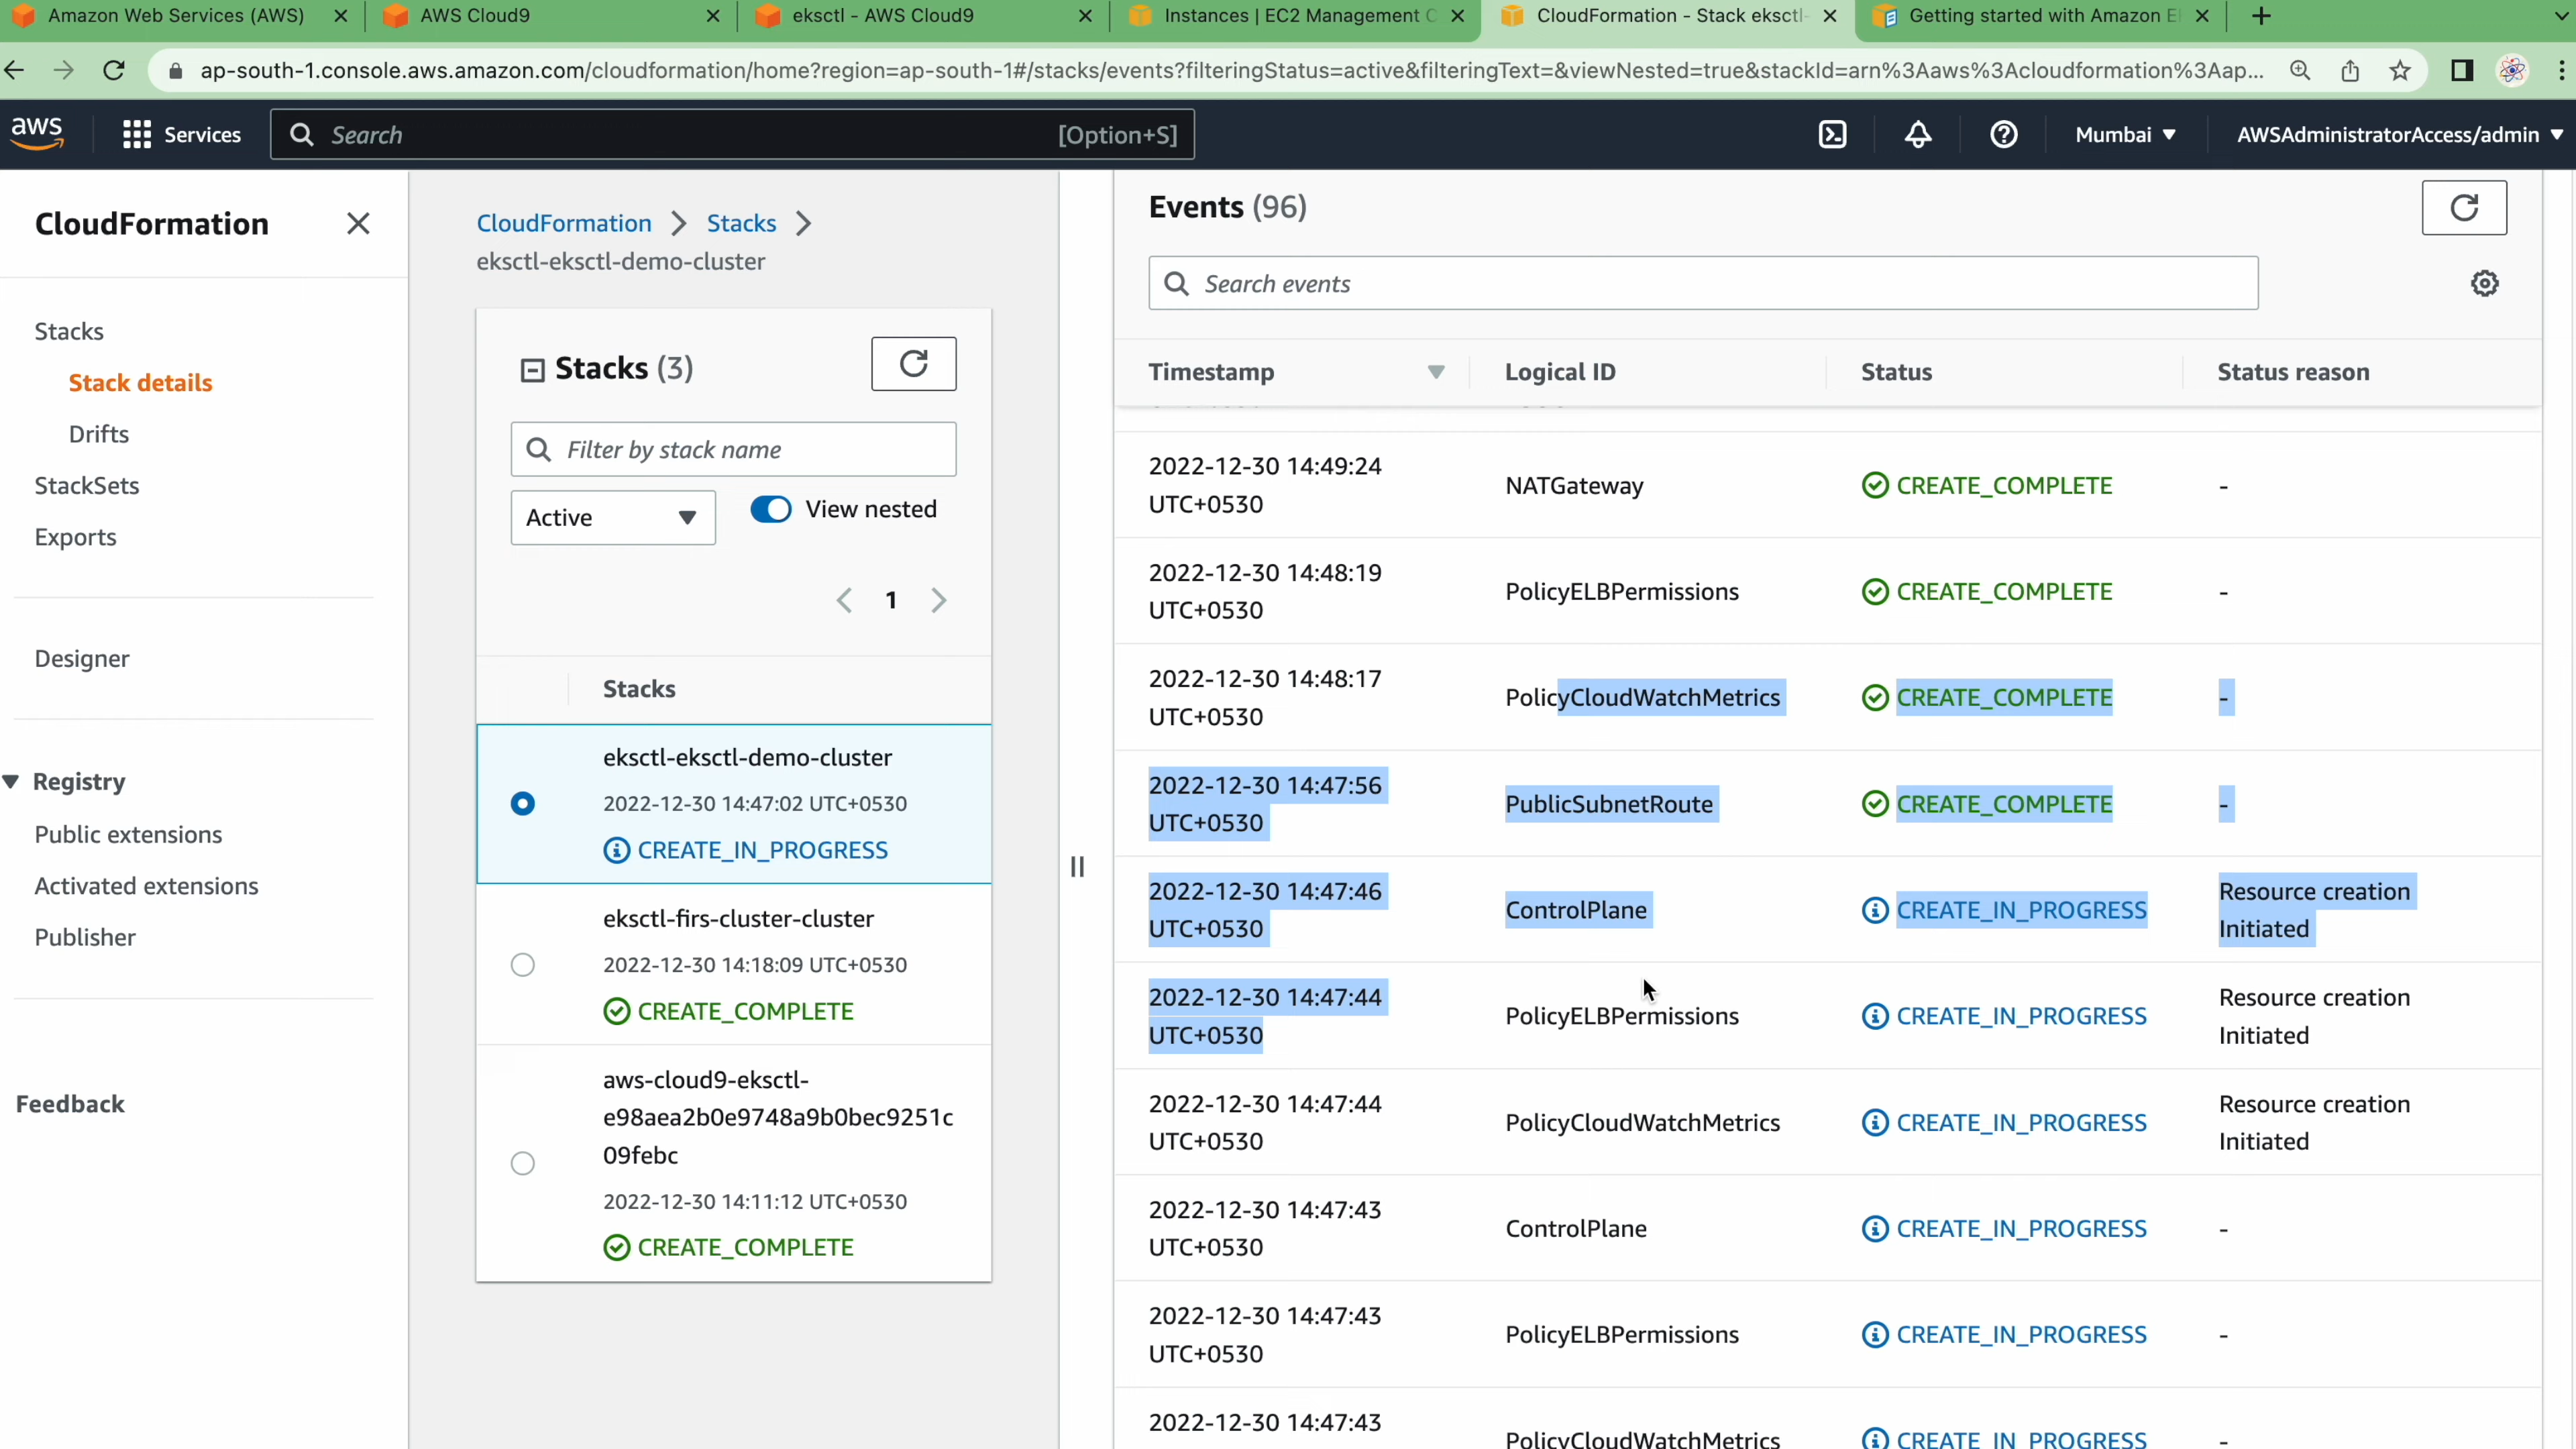 Amazon Web Services (AWS)
AWS Cloud9
eksctl - AWS Cloud9
Instances | EC2 Management C
CloudFormation - Stack eksctl-
Getting started with Amazon E
ap-south-1.console.aws.amazon.com/cloudformation/home?region=ap-south-1#/stacks/events?filteringStatus=active&filteringText=&viewNested=true&stackId=arn%3Aaws%3Acloudformation%3Aap...
aws
Services
Search
[Option+S]
Mumbai
AWSAdministratorAccess/admin
CloudFormation
Stacks
Stack details
Drifts
StackSets
Exports
Designer
Registry
Public extensions
Activated extensions
Publisher
Feedback
CloudFormation
Stacks
eksctl-eksctl-demo-cluster
Stacks (3)
Filter by stack name
Active
View nested
1
Stacks
eksctl-eksctl-demo-cluster
2022-12-30 14:47:02 UTC+0530
CREATE_IN_PROGRESS
eksctl-firs-cluster-cluster
2022-12-30 14:18:09 UTC+0530
CREATE_COMPLETE
aws-cloud9-eksctl-
e98aea2b0e9748a9b0bec9251c
09febc
2022-12-30 14:11:12 UTC+0530
CREATE_COMPLETE
Events (96)
Search events
Timestamp Logical ID Status Status reason
2022-12-30 14:49:24
UTC+0530
NATGateway CREATE_COMPLETE -
2022-12-30 14:48:19
UTC+0530
PolicyELBPermissions CREATE_COMPLETE -
2022-12-30 14:48:17
UTC+0530
PolicyCloudWatchMetrics CREATE_COMPLETE -
2022-12-30 14:47:56
UTC+0530
PublicSubnetRoute CREATE_COMPLETE -
2022-12-30 14:47:46
UTC+0530
ControlPlane CREATE_IN_PROGRESS
Resource creation
Initiated
2022-12-30 14:47:44
UTC+0530
PolicyELBPermissions CREATE_IN_PROGRESS
Resource creation
Initiated
2022-12-30 14:47:44
UTC+0530
PolicyCloudWatchMetrics CREATE_IN_PROGRESS
Resource creation
Initiated
2022-12-30 14:47:43
UTC+0530
ControlPlane CREATE_IN_PROGRESS -
2022-12-30 14:47:43
UTC+0530
PolicyELBPermissions CREATE_IN_PROGRESS -
2022-12-30 14:47:43
PolicyCloudWatchMetrics CREATE_IN_PROGRESS -